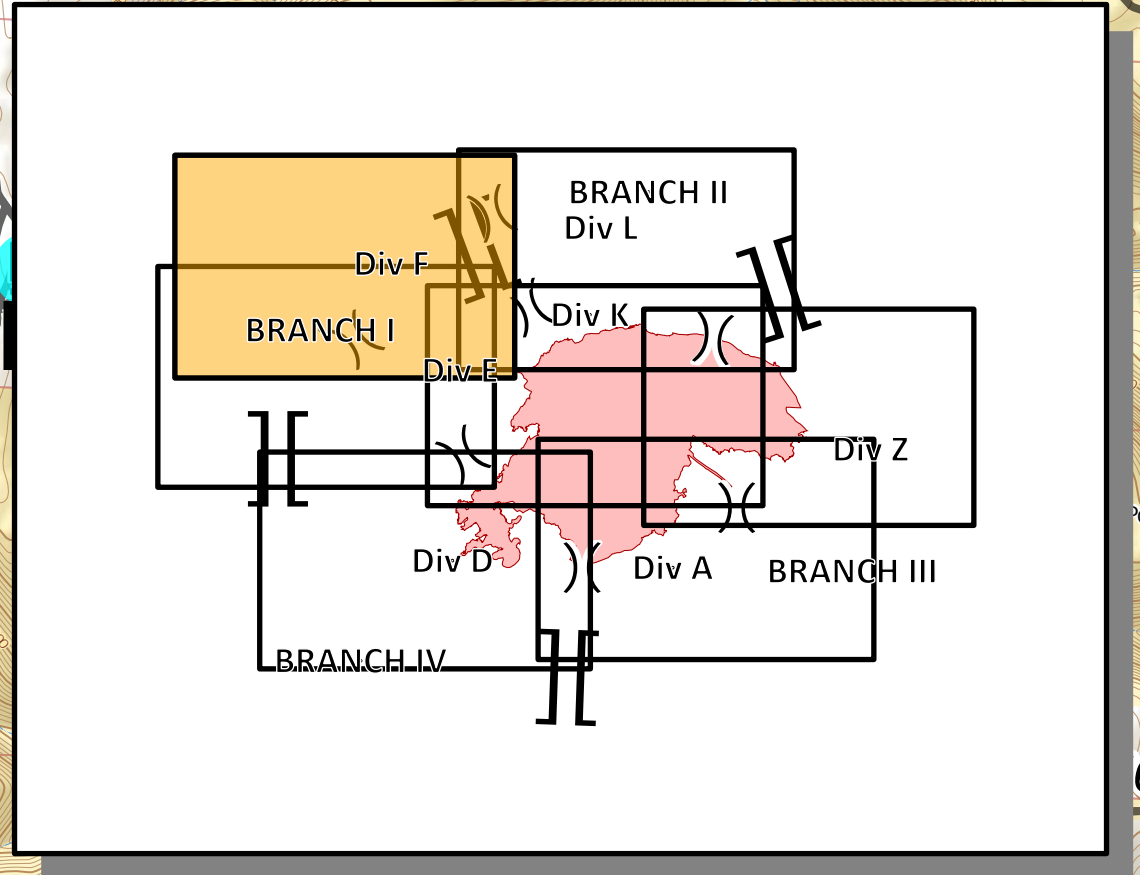 BRANCH II
Div L
Div F
Div K
BRANCH I
Div E
Div Z
Div D
Div A
BRANCH III
BRANCH IV